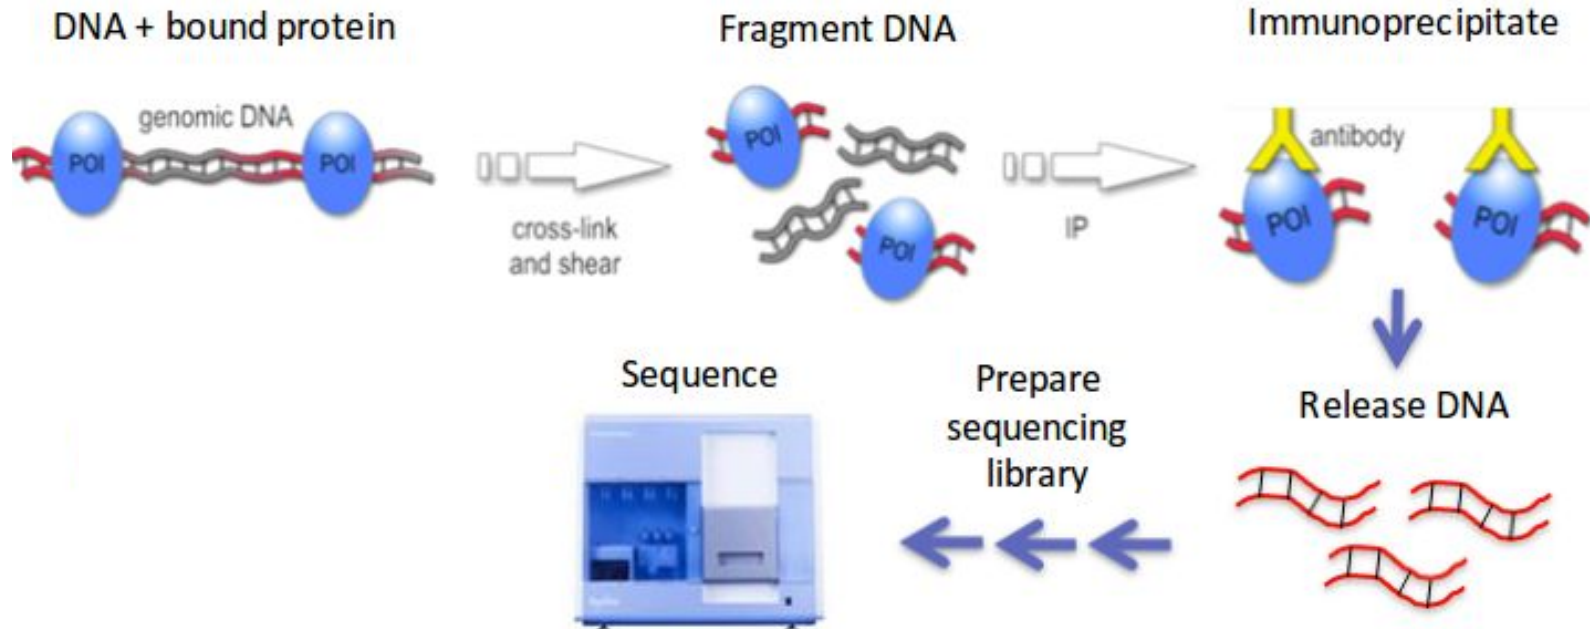 DNA + bound protein
Fragment DNA
Immunoprecipitate
genomic DNA
POI
POI
cross-link
and shear
POI
POI
IP
antibody
POI
POI
Sequence
Prepare
sequencing
library
Release DNA